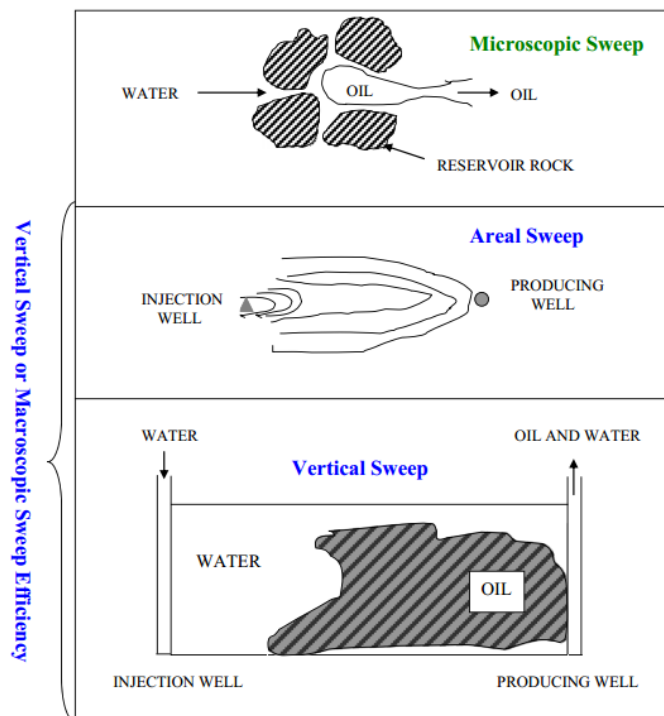 Microscopic Sweep
WATER
OIL
OIL
RESERVOIR ROCK
Vertical Sweep or Macroscopic Sweep Efficiency
Areal Sweep
INJECTION
WELL
PRODUCING
WELL
WATER
OIL AND WATER
Vertical Sweep
WATER
OIL
INJECTION WELL
PRODUCING WELL